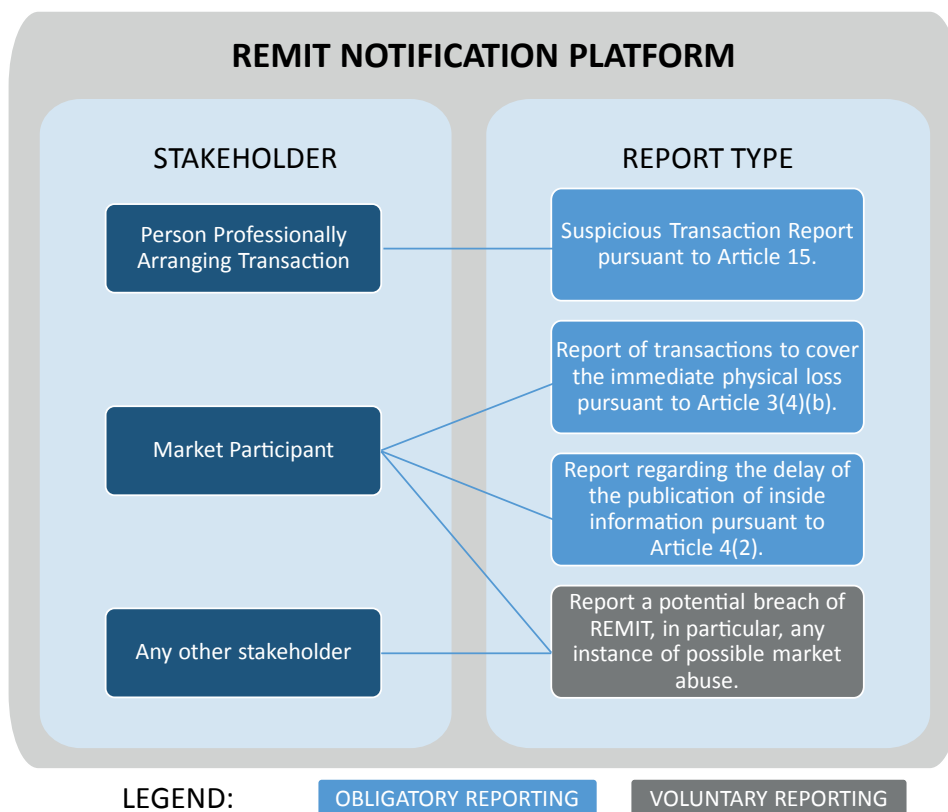 REMIT NOTIFICATION PLATFORM
STAKEHOLDER
Person Professionally
Arranging Transaction
Market Participant
Any other stakeholder
REPORT TYPE
Suspicious Transaction Report
pursuant to Article 15.
Report of transactions to cover
the immediate physical loss
pursuant to Article 3(4)(b).
Report regarding the delay of
the publication of inside
information pursuant to
Article 4(2).
Report a potential breach of
REMIT, in particular, any
instance of possible market
abuse.
LEGEND:
OBLIGATORY REPORTING
VOLUNTARY REPORTING